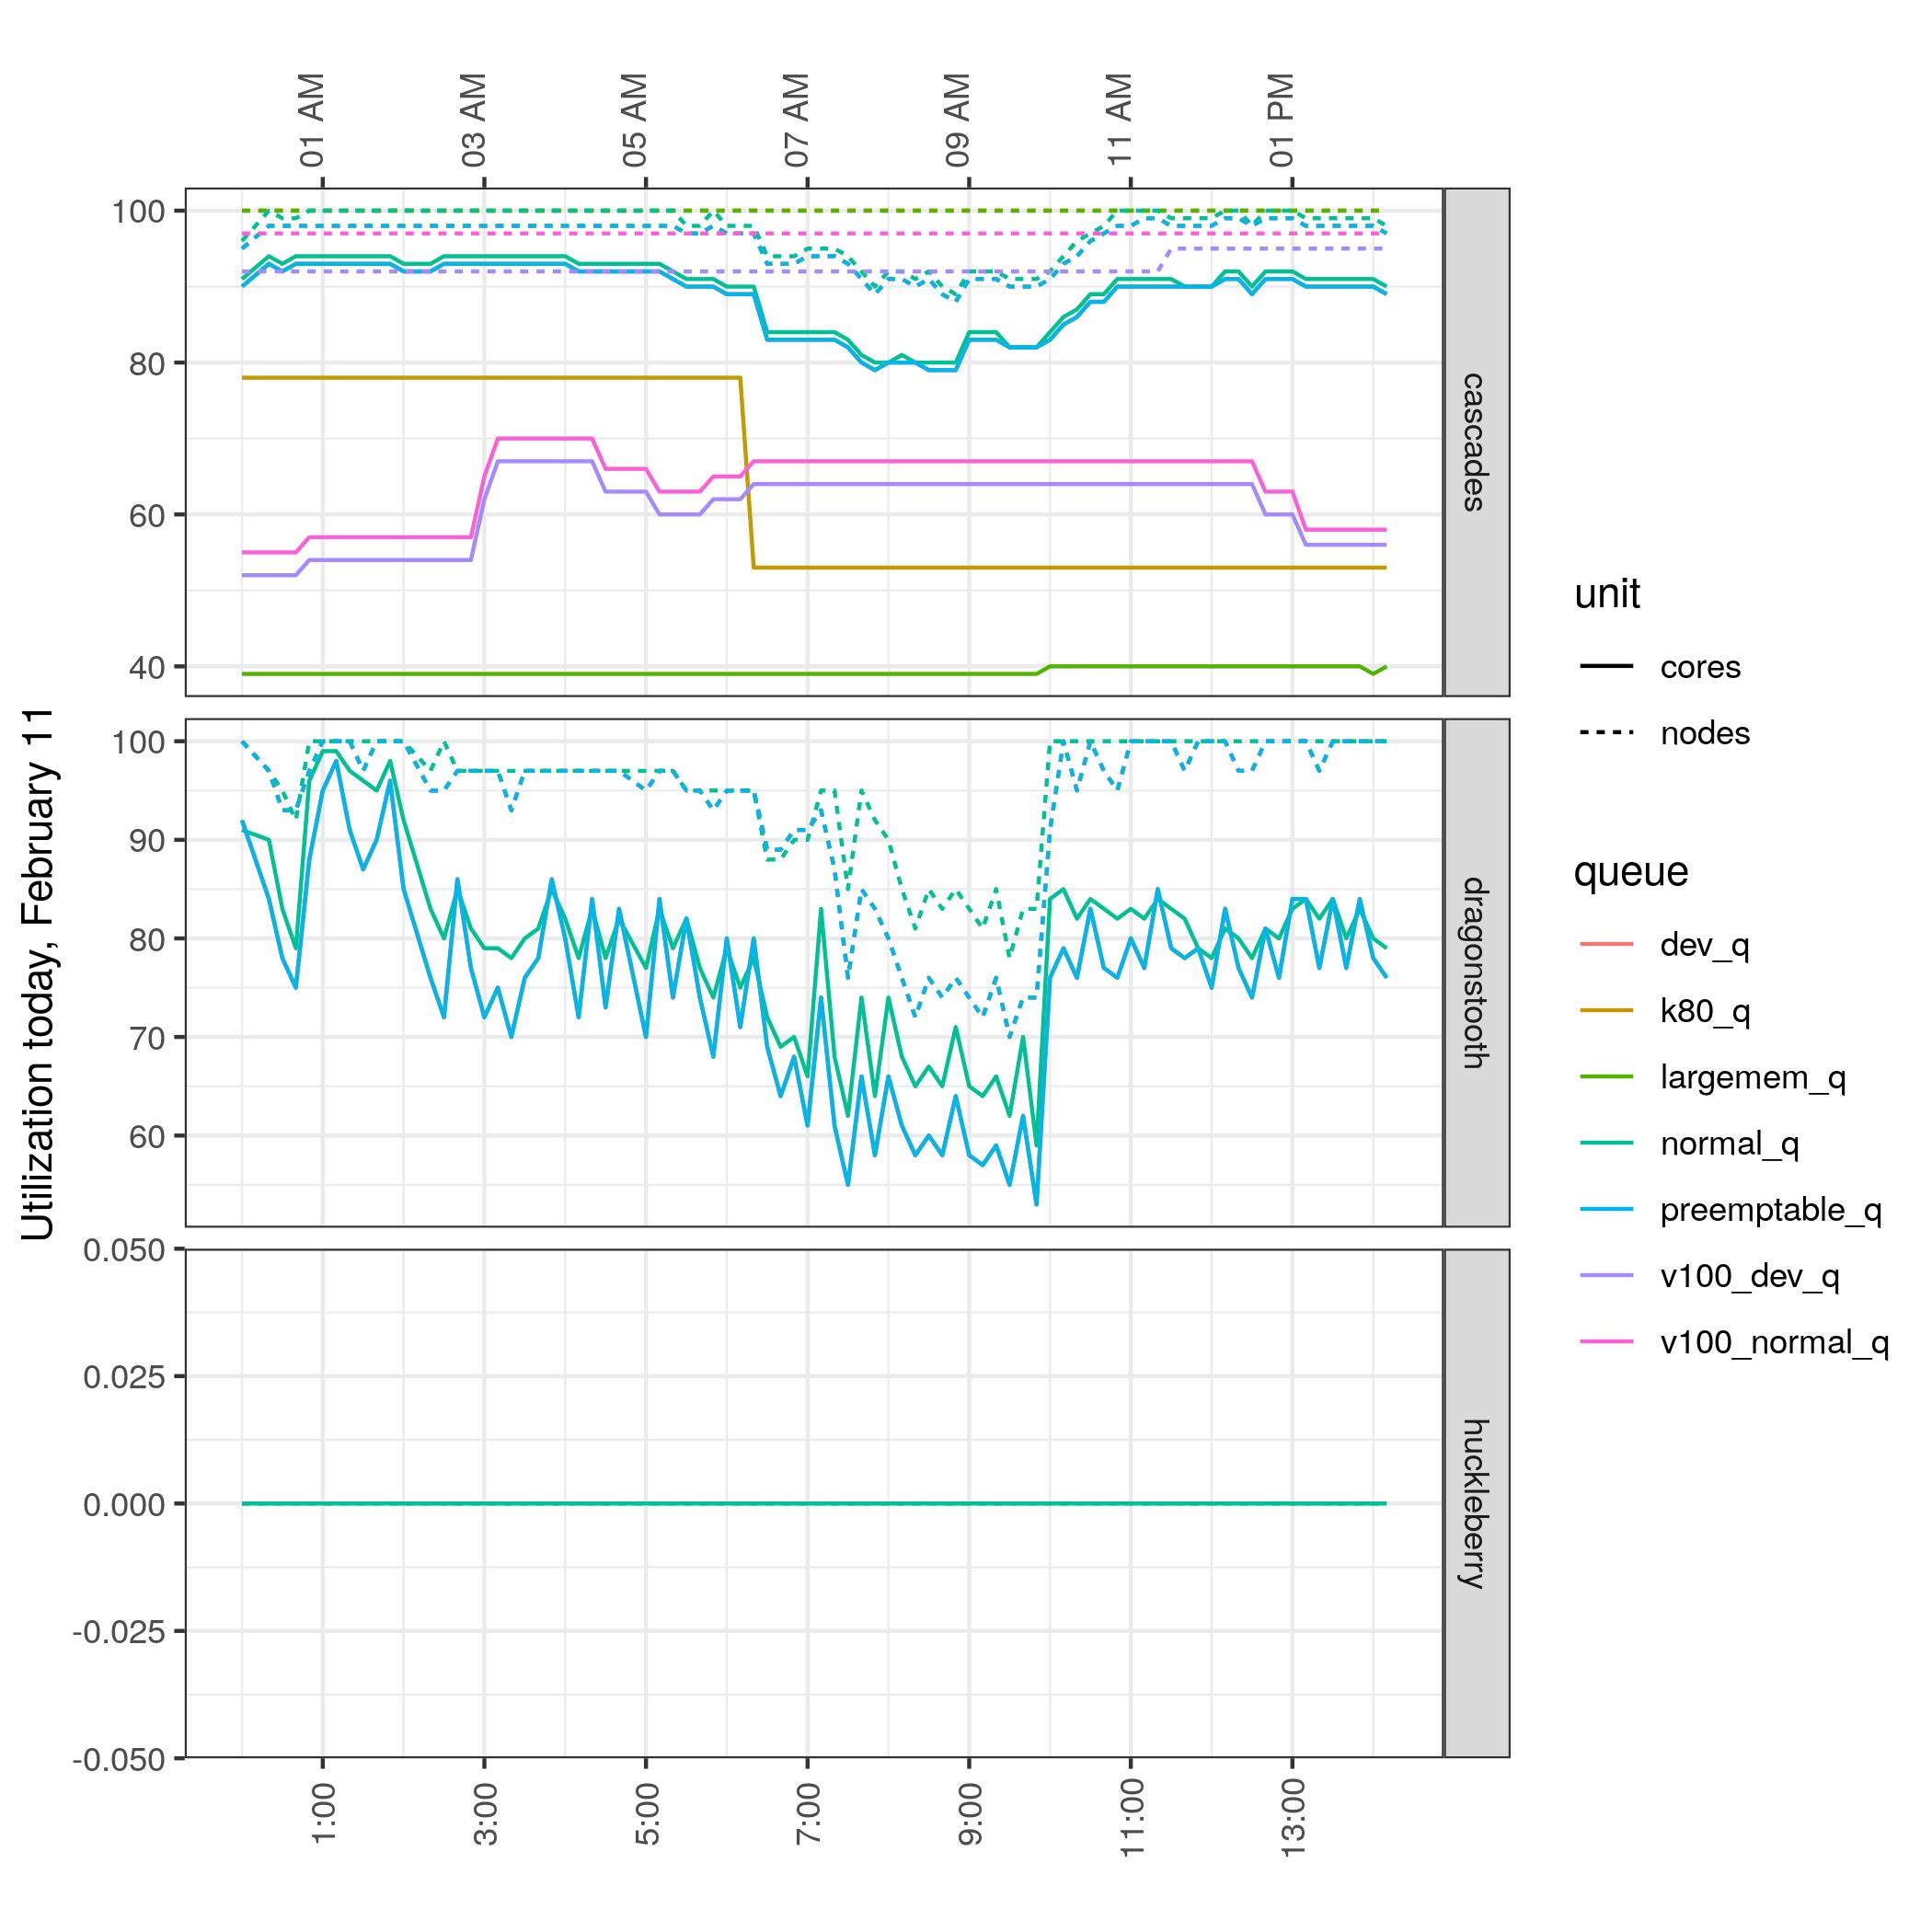 01 AM
03 AM
05 AM
07 AM
09 AM
11 AM
01 PM
Utilization today, February 11
100
80
60
40
cascades
100
90
80
70
60
dragonstooth
0.050
0.025
0.000
-0.025
-0.050
huckleberry
1:00
3:00
5:00
7:00
9:00
11:00
13:00
unit
cores
nodes
queue
dev_q
k80_q
largemem_q
normal_q
preemptable_q
v100_dev_q
v100_normal_q